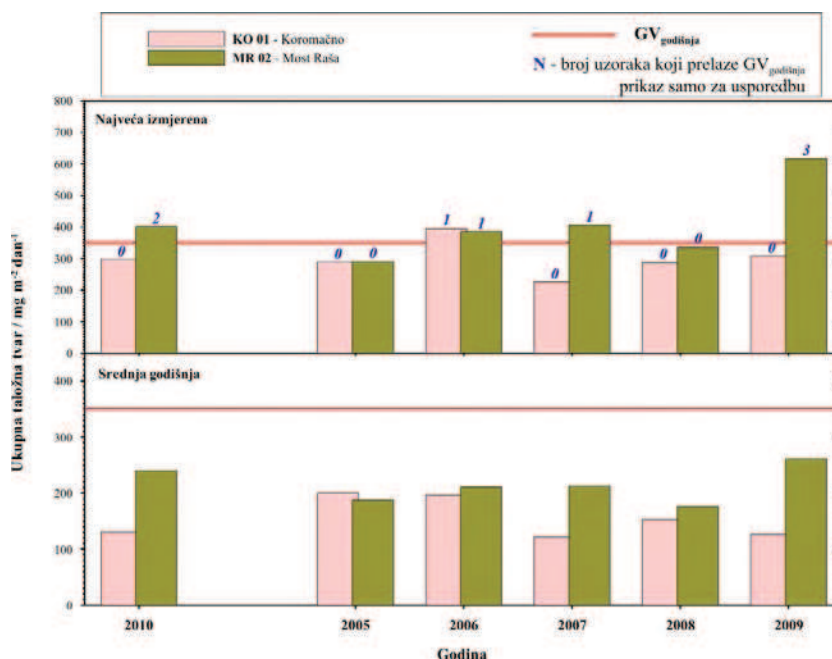 KO 01 - Koromačno
MR 02 - Most Raša
GVgodišnja
N - broj uzoraka koji prelaze GVgodišnja
prikaz samo za usporedbu
Ukupna taložna tvar / mg m⁻² dan⁻¹
Najveća izmjerena
800
700
600
500
400
300
200
100
0
0 2 0 0 1 1 0 1 0 0 0 3
Srednja godišnja
400
300
200
100
0
2010 2005 2006 2007 2008 2009
Godina